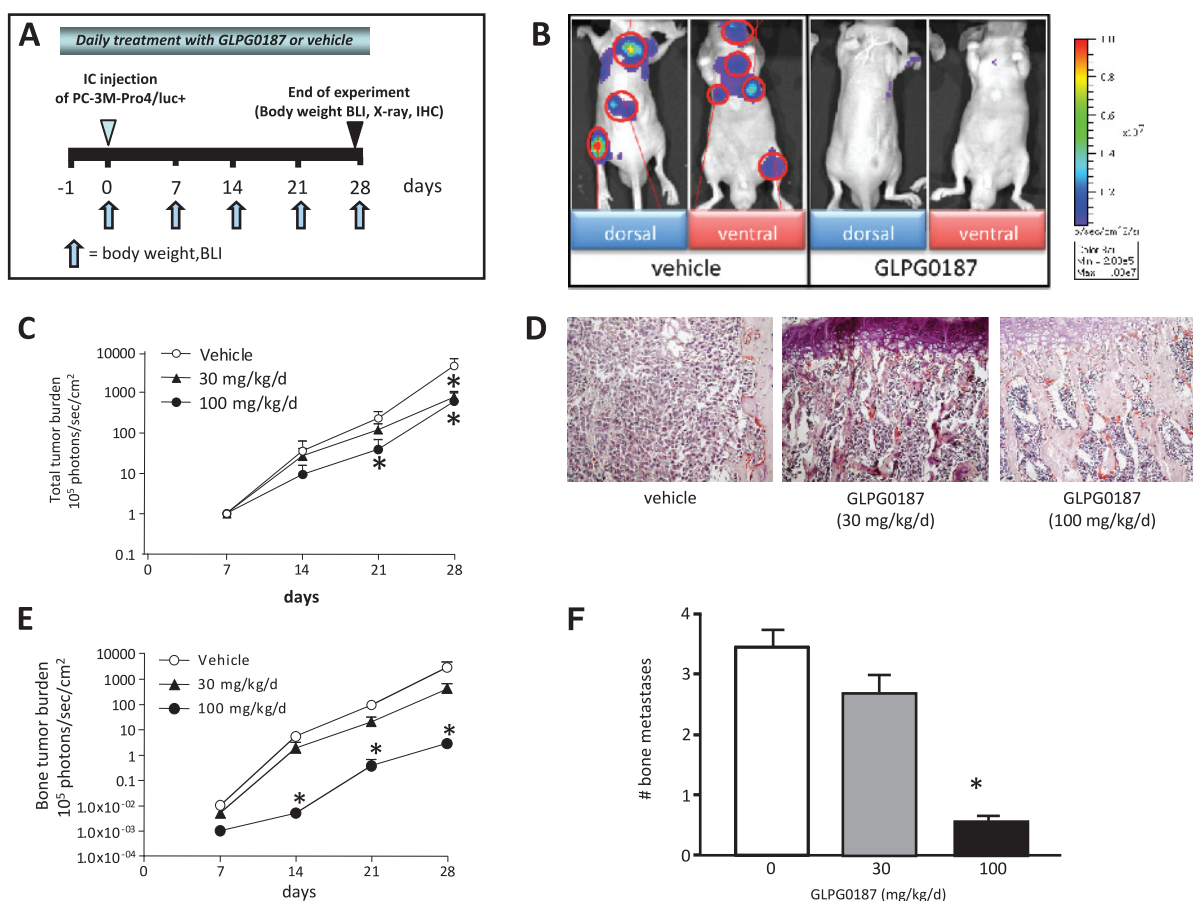 A
Daily treatment with GLPG0187 or vehicle
IC injection
of PC-3M-Pro4/luc+
End of experiment
(Body weight BLI, X-ray, IHC)
-1 0 7 14 21 28 days
= body weight,BLI
B
dorsal ventral dorsal ventral
vehicle GLPG0187
x10⁷
Color Bar
C
Total tumor burden
10⁵ photons/sec/cm²
10000
1000
100
10
1
0.1
Vehicle
30 mg/kg/d
100 mg/kg/d
*
*
*
0 7 14 21 28
days
D
vehicle
GLPG0187
(30 mg/kg/d)
GLPG0187
(100 mg/kg/d)
E
Bone tumor burden
10⁵ photons/sec/cm²
10000
1000
100
10
1
0.1
1.0x10⁻⁰²
1.0x10⁻⁰³
1.0x10⁻⁰⁴
Vehicle
30 mg/kg/d
100 mg/kg/d
*
*
*
0 7 14 21 28
days
F
# bone metastases
4
3
2
1
0
*
0 30 100
GLPG0187 (mg/kg/d)